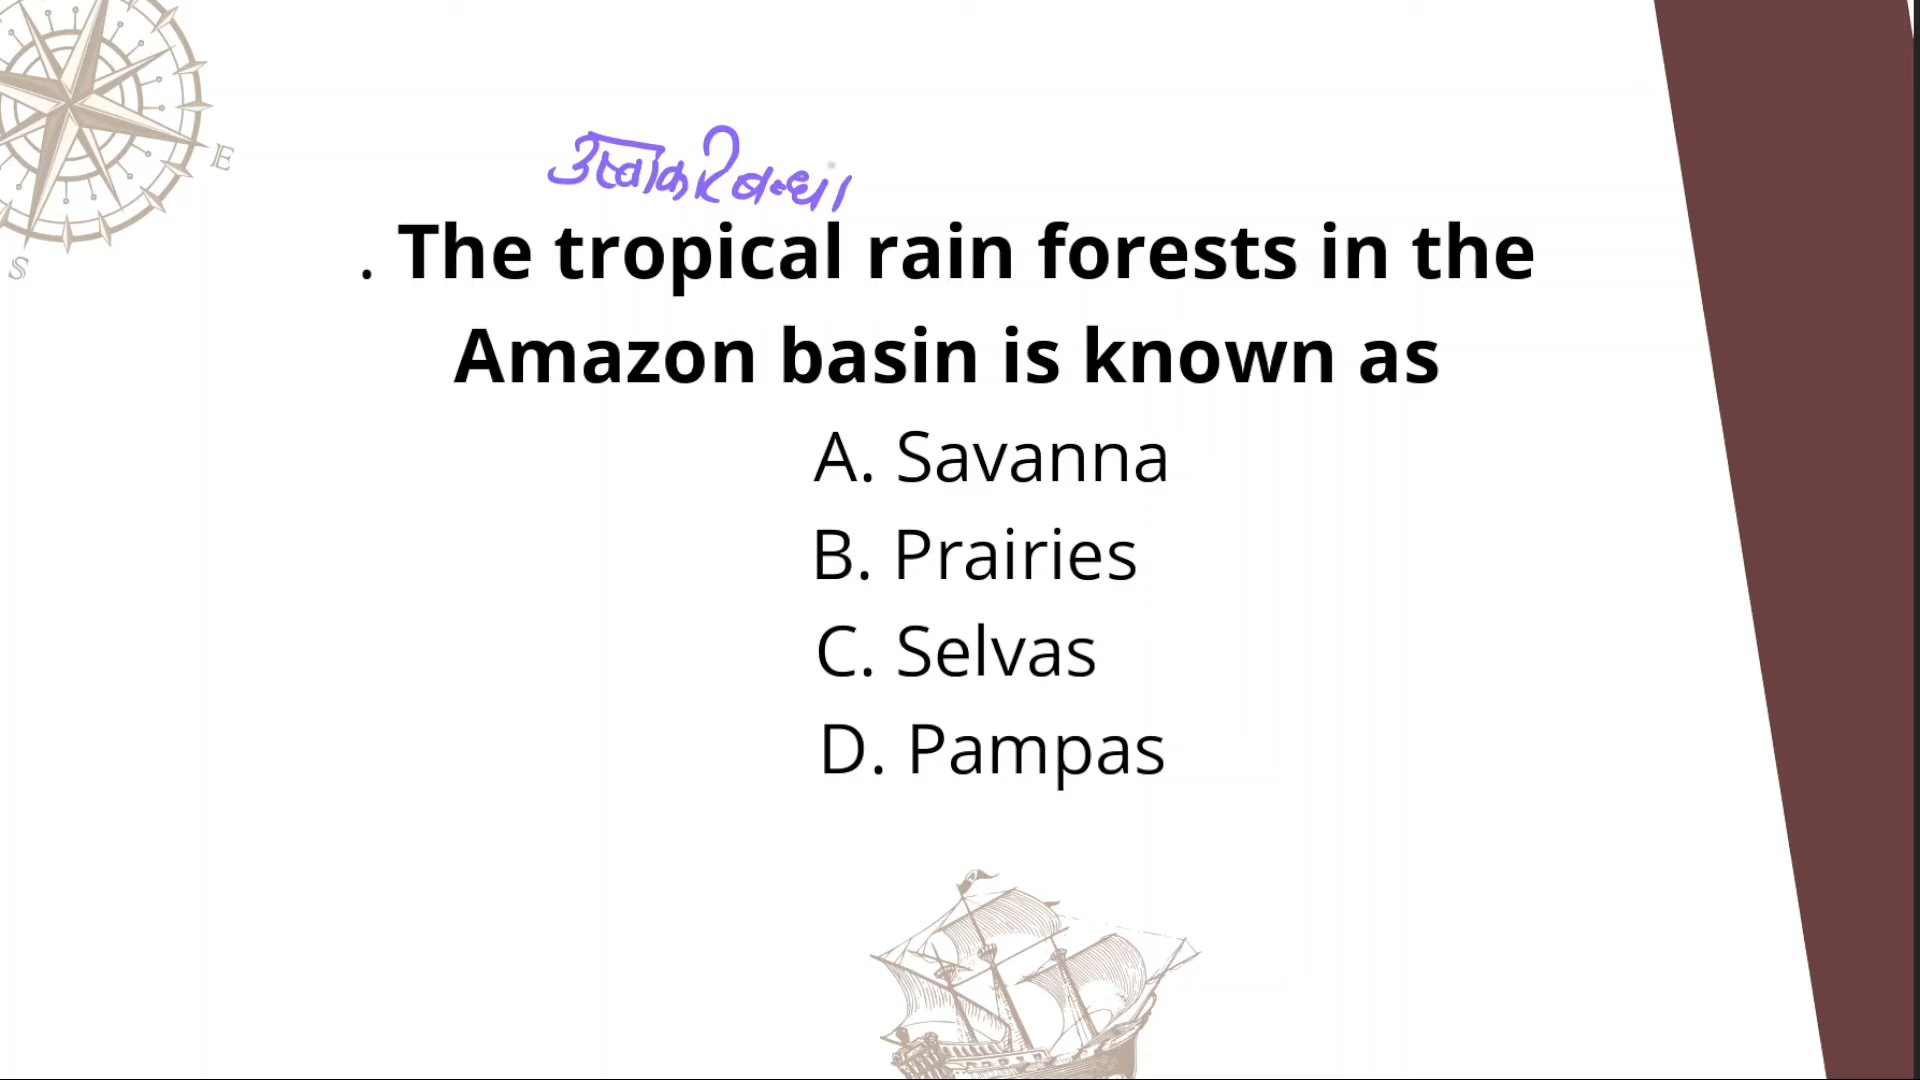 E
S
. The tropical rain forests in the
Amazon basin is known as
A. Savanna
B. Prairies
C. Selvas
D. Pampas